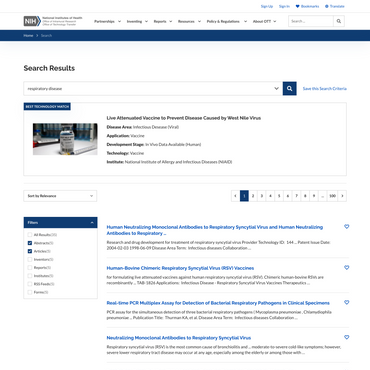 Sign Up Sign in Bookmarks Translate
NIH National Institutes of Health
Office of Intramural Research
Office of Technology Transfer
Partnerships Investing Reports Resources Policy & Regulations About OTT Search...
Home Search
Search Results
respiratory disease Save this Search Criteria
BEST TECHNOLOGY MATCH
Live Attenuated Vaccine to Prevent Disease Caused by West Nile Virus
Disease Area: Infectious Disease (Viral)
Application: Vaccine
Development Stage: In Vivo Data Available (Human)
Technology: Vaccine
Institute: National Institute of Allergy and Infectious Diseases (NIAID)
Sort by Relevance 1 2 3 4 5 6 7 8 9 ... 100
Filters
All Results
Abstracts
Articles
Inventors
Reports
Institutes
RSS Feeds
Forms
Human Neutralizing Monoclonal Antibodies to Respiratory Syncytial Virus and Human Neutralizing
Antibodies to Respiratory ...
Research and drug development for treatment of respiratory syncytial virus Provider Technology ID: 144 ... Patent Issue Date:
2004-02-03 1998-06-09 Disease Area Term: Infectious diseases Collaboration ...
Human-Bovine Chimeric Respiratory Syncytial Virus (RSV) Vaccines
for formulating live attenuated vaccines against human respiratory syncytial virus (RSV). Chimeric human-bovine RSVs are
recombinantly ... TAB-1826 Applications: Infectious Disease - Respiratory Syncytial Virus Vaccines Therapeutics ...
Real-time PCR Multiplex Assay for Detection of Bacterial Respiratory Pathogens in Clinical Specimens
PCR assay for the simultaneous detection of three bacterial respiratory pathogens (Mycoplasma pneumoniae , Chlamydophila
pneumoniae ... Publication Title: Thurman KA, et al. Disease Area Term: Infectious diseases Collaboration ...
Neutralizing Monoclonal Antibodies to Respiratory Syncytial Virus
Respiratory syncytial virus (RSV) is the most common cause of bronchiolitis and ... moderate-to-severe cold-like symptoms; however,
severe lower respiratory tract disease may occur at any age, especially among the elderly or among those with ...